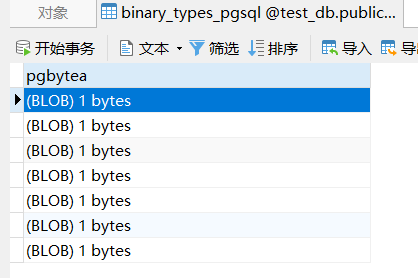 对象 binary_types_pgsql @test_db.public...
开始事务 文本 筛选 排序 导入 导
pgbytea
(BLOB) 1 bytes
(BLOB) 1 bytes
(BLOB) 1 bytes
(BLOB) 1 bytes
(BLOB) 1 bytes
(BLOB) 1 bytes
(BLOB) 1 bytes